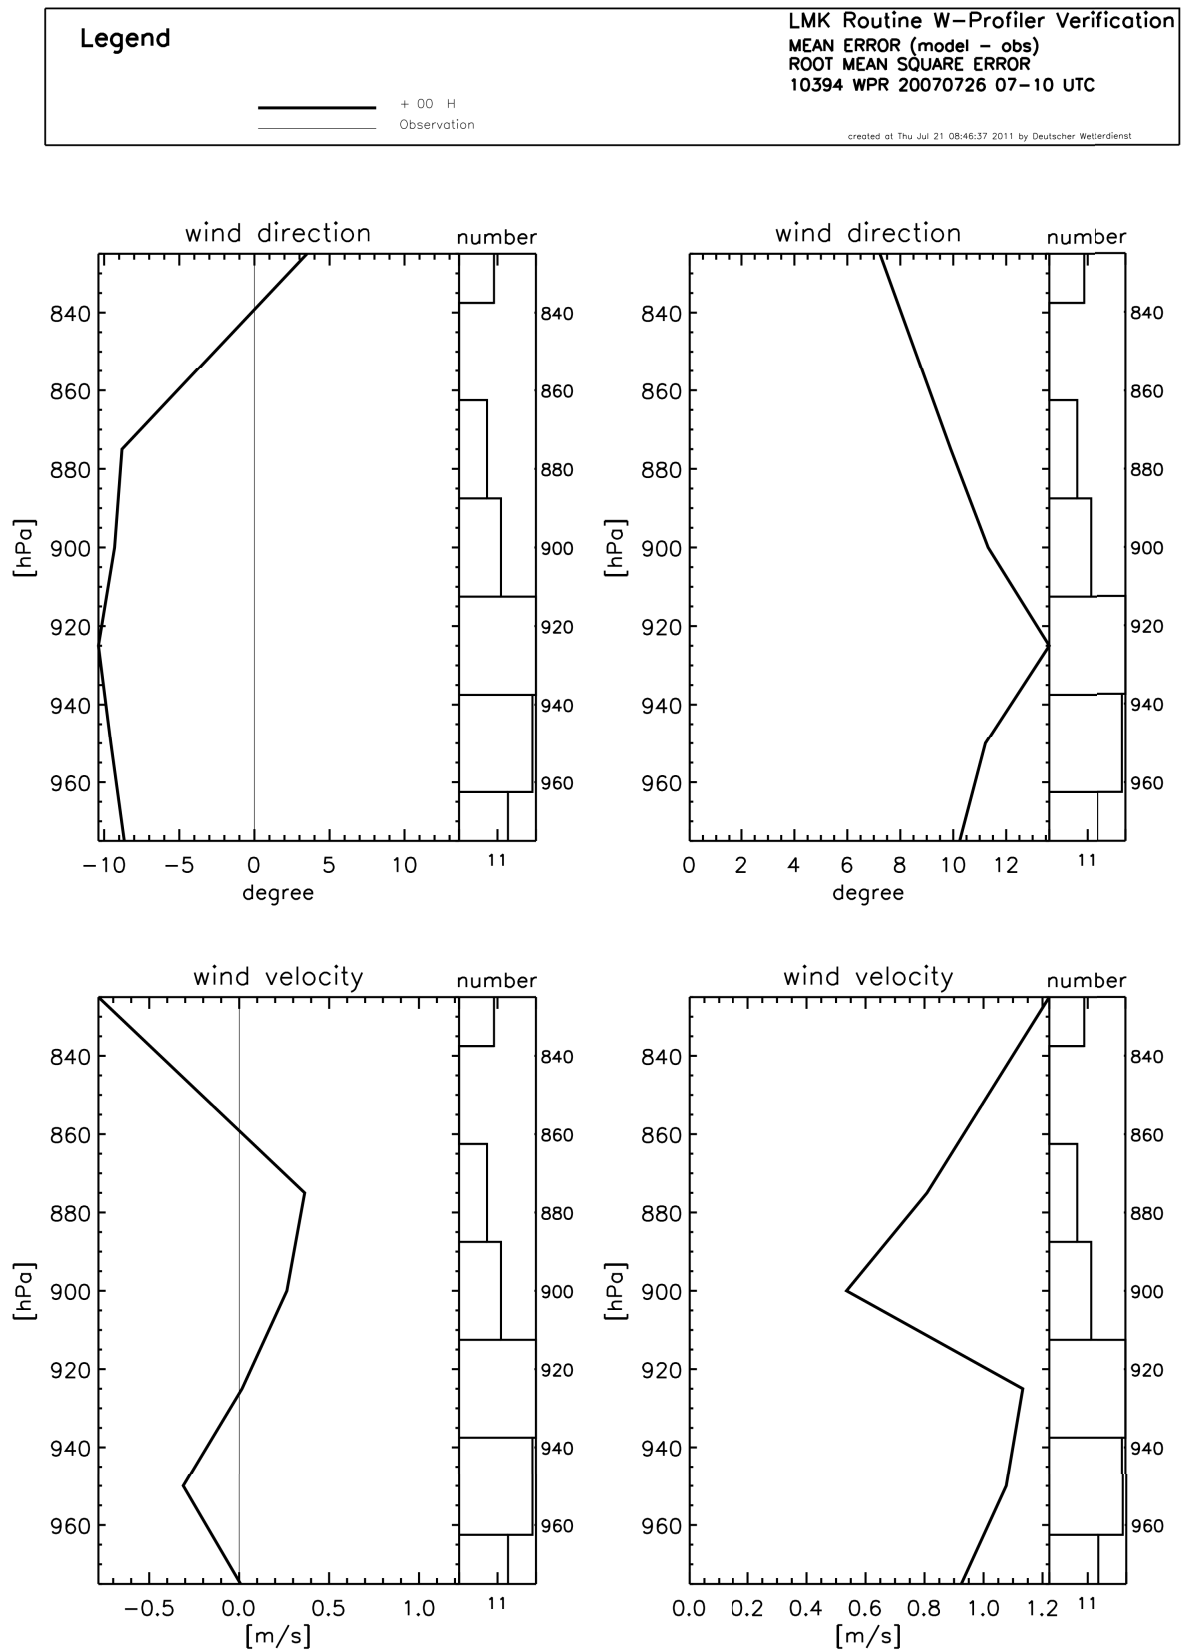 Legend
LMK Routine W-Profiler Verification
MEAN ERROR (model - obs)
ROOT MEAN SQUARE ERROR
10394 WPR 20070726 07-10 UTC
+ 00 H
Observation
created at Thu Jul 21 08:46:37 2011 by Deutscher Wetterdienst
wind direction number wind direction number
840 840 840 840
860 860 860 860
880 880 880 880
[hPa] 900 900 [hPa] 900 900
920 920 920 920
940 940 940 940
960 960 960 960
-10 -5 0 5 10 11 0 2 4 6 8 10 12 11
degree degree
wind velocity number wind velocity number
840 840 840 840
860 860 860 860
880 880 880 880
[hPa] 900 900 [hPa] 900 900
920 920 920 920
940 940 940 940
960 960 960 960
-0.5 0.0 0.5 1.0 11 0.0 0.2 0.4 0.6 0.8 1.0 1.2 11
[m/s] [m/s]